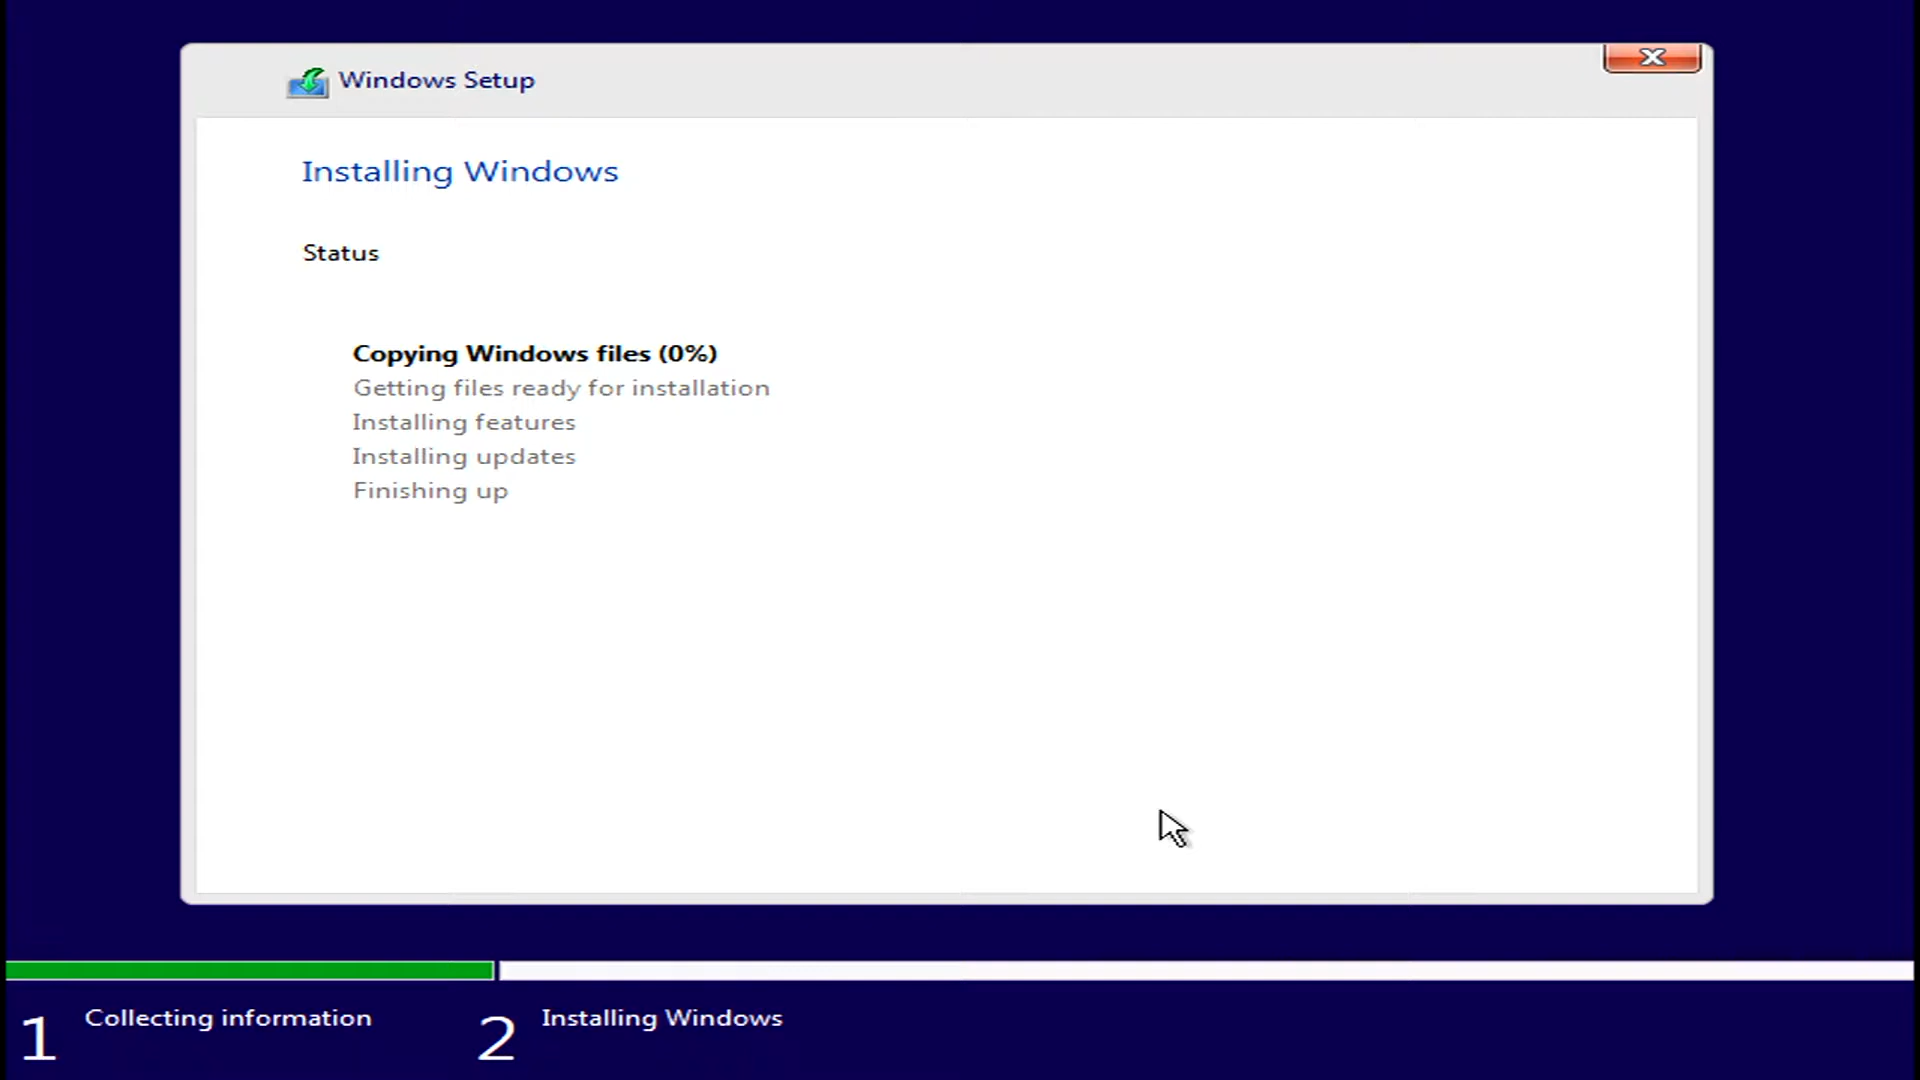 Windows Setup
Installing Windows
Status
Copying Windows files (0%)
Getting files ready for installation
Installing features
Installing updates
Finishing up
1 Collecting information
2 Installing Windows